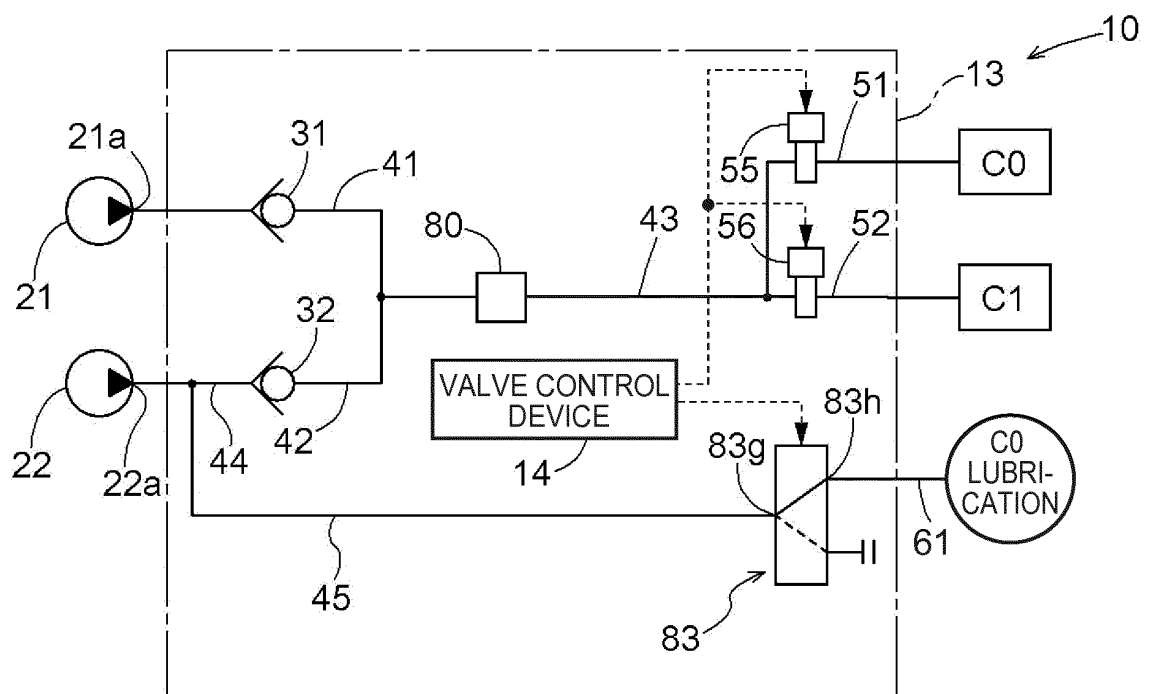 10
13
51
21a
31
41
55
C0
80
43
56
52
21
32
C1
VALVE CONTROL
DEVICE
83h
22
22a
44
42
14
83g
C0
LUBRI-
CATION
61
45
83